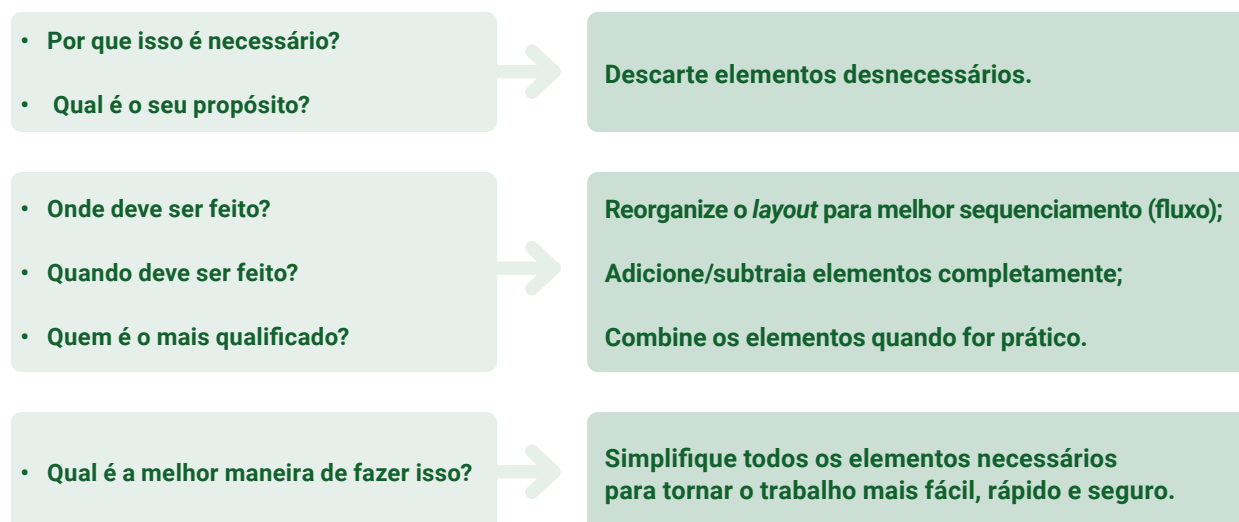 • Por que isso é necessário?
• Qual é o seu propósito?
Descarte elementos desnecessários.
• Onde deve ser feito?
• Quando deve ser feito?
• Quem é o mais qualificado?
Reorganize o layout para melhor sequenciamento (fluxo);
Adicione/subtraia elementos completamente;
Combine os elementos quando for prático.
• Qual é a melhor maneira de fazer isso?
Simplifique todos os elementos necessários
para tornar o trabalho mais fácil, rápido e seguro.